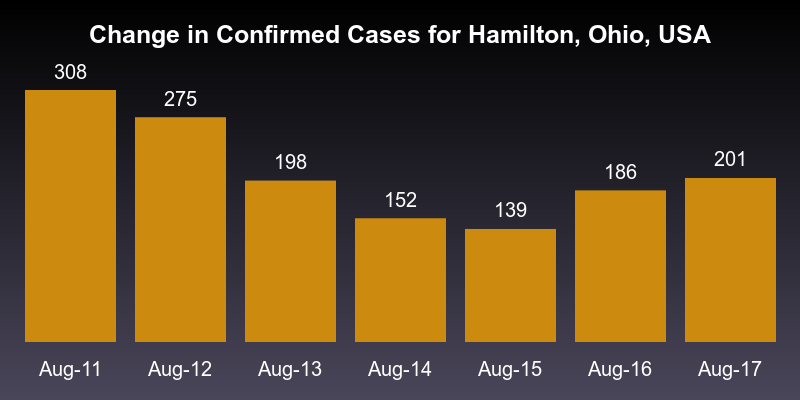 Change in Confirmed Cases for Hamilton, Ohio, USA
308
275
198
152
139
186
201
Aug-11
Aug-12
Aug-13
Aug-14
Aug-15
Aug-16
Aug-17